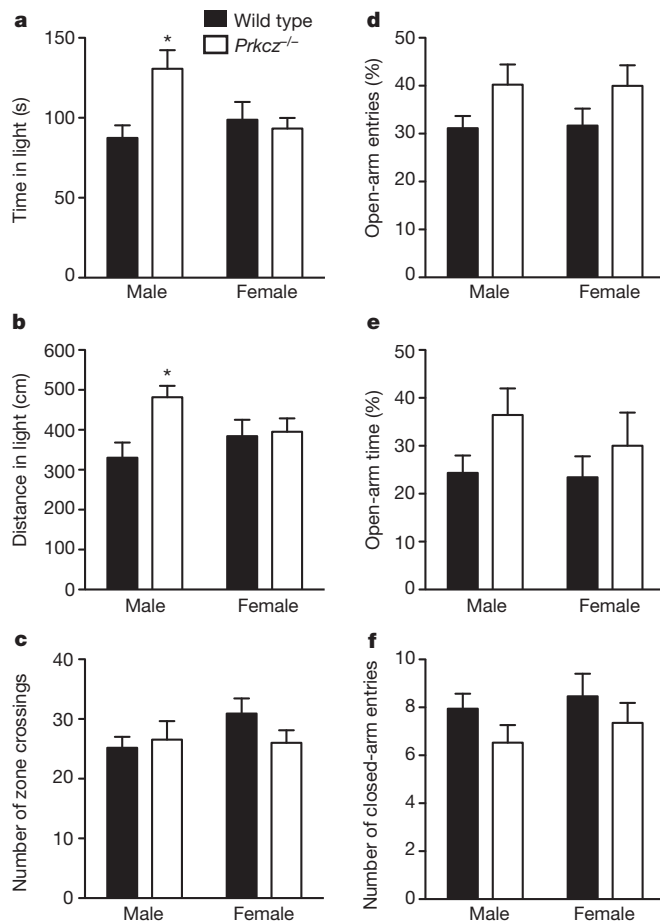 a
Wild type
Prkcz–/–
Time in light (s)
150
100
50
0
*
Male
Female
b
Distance in light (cm)
600
500
400
300
200
100
0
*
Male
Female
c
Number of zone crossings
40
30
20
10
0
Male
Female
d
Open-arm entries (%)
50
40
30
20
10
0
Male
Female
e
Open-arm time (%)
50
40
30
20
10
0
Male
Female
f
Number of closed-arm entries
10
8
6
4
2
0
Male
Female